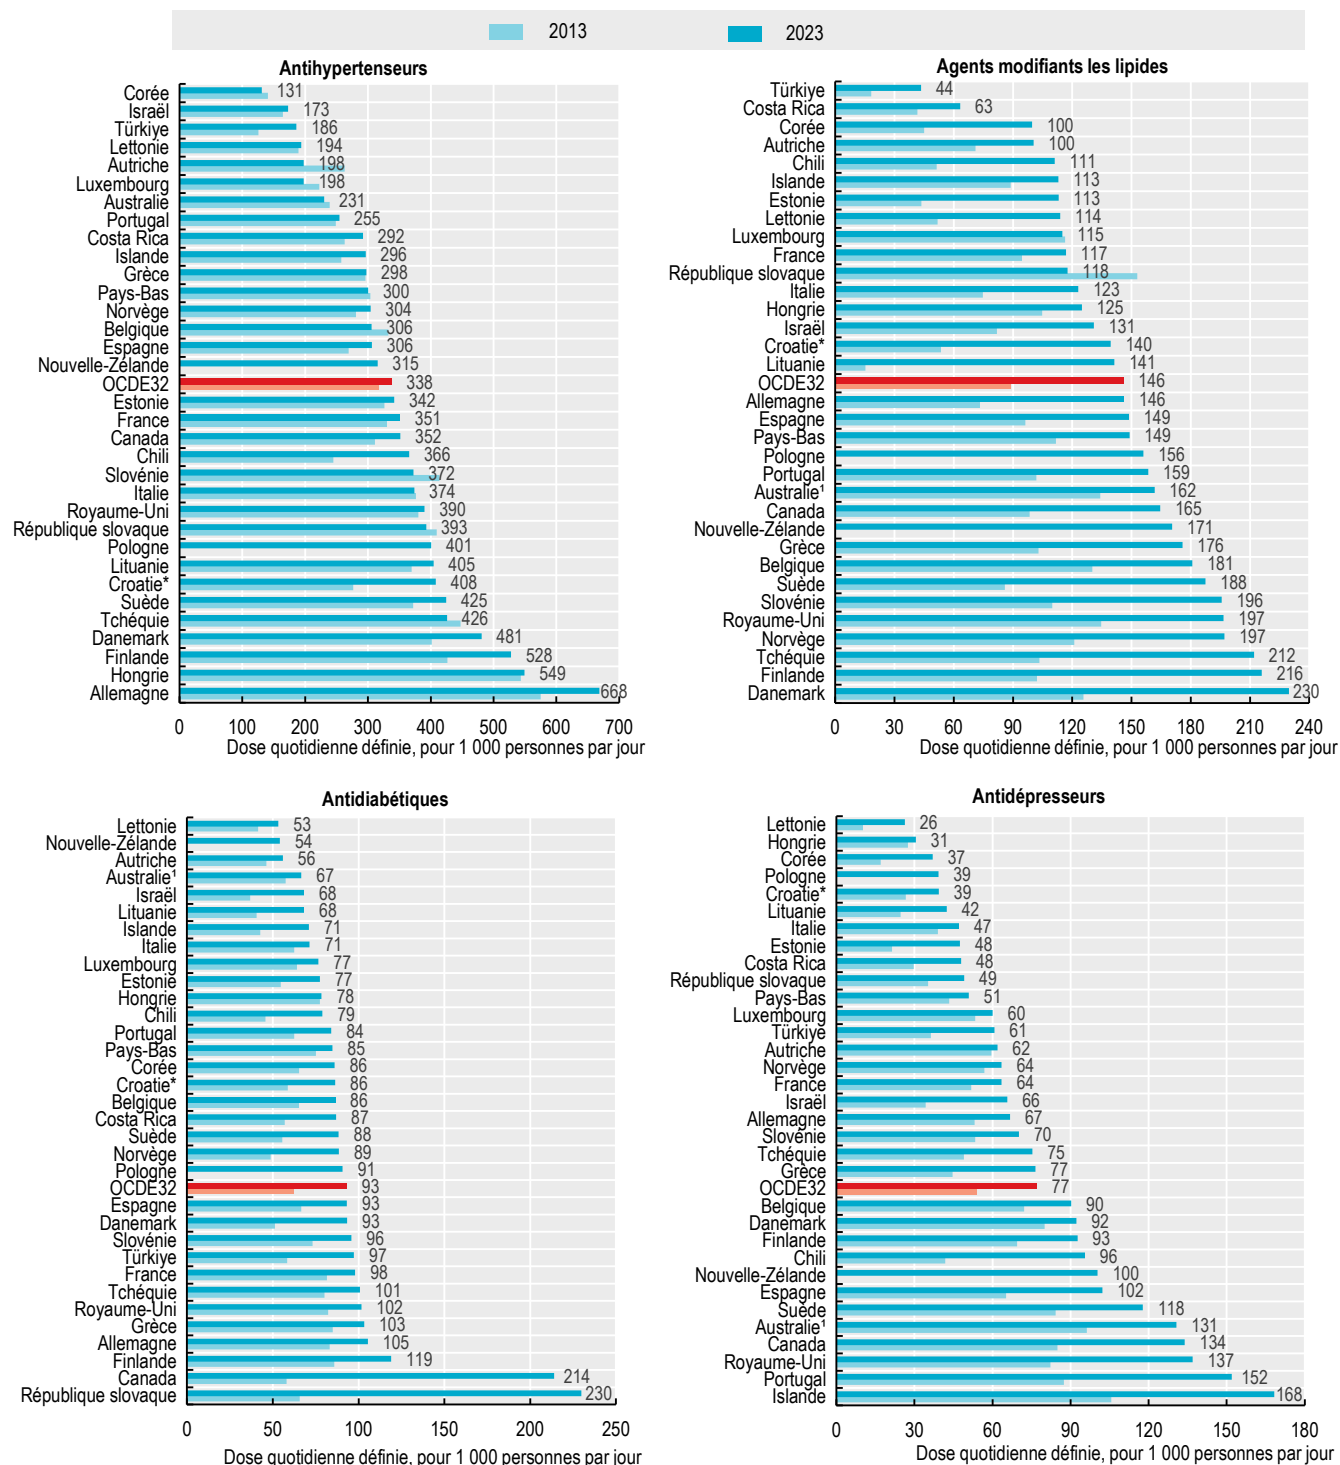 2013 2023
Antihypertenseurs
Corée 131
Israël 173
Türkiye 186
Lettonie 194
Autriche 198
Luxembourg 198
Australie 231
Portugal 255
Costa Rica 292
Islande 296
Grèce 298
Pays-Bas 300
Norvège 304
Belgique 306
Espagne 306
Nouvelle-Zélande 315
OCDE32 338
Estonie 342
France 351
Canada 352
Chili 366
Slovénie 372
Italie 374
Royaume-Uni 390
République slovaque 393
Pologne 401
Lituanie 405
Croatie* 408
Suède 425
Tchéquie 426
Danemark 481
Finlande 528
Hongrie 549
Allemagne 668
0 100 200 300 400 500 600 700
Dose quotidienne définie, pour 1 000 personnes par jour
Agents modifiants les lipides
Türkiye 44
Costa Rica 63
Corée 100
Autriche 100
Chili 111
Islande 113
Estonie 113
Lettonie 114
Luxembourg 115
France 117
République slovaque 118
Italie 123
Hongrie 125
Israël 131
Croatie* 140
Lituanie 141
OCDE32 146
Allemagne 146
Espagne 149
Pays-Bas 149
Pologne 156
Portugal 159
Australie¹ 162
Canada 165
Nouvelle-Zélande 171
Grèce 176
Belgique 181
Suède 188
Slovénie 196
Royaume-Uni 197
Norvège 197
Tchéquie 212
Finlande 216
Danemark 230
0 30 60 90 120 150 180 210 240
Dose quotidienne définie, pour 1 000 personnes par jour
Antidiabétiques
Lettonie 53
Nouvelle-Zélande 54
Autriche 56
Australie¹ 67
Israël 68
Lituanie 68
Islande 71
Italie 71
Luxembourg 77
Estonie 77
Hongrie 78
Chili 79
Portugal 84
Pays-Bas 85
Corée 86
Croatie* 86
Belgique 86
Costa Rica 87
Suède 88
Norvège 89
Pologne 91
OCDE32 93
Espagne 93
Danemark 93
Slovénie 96
Türkiye 97
France 98
Tchéquie 101
Royaume-Uni 102
Grèce 103
Allemagne 105
Finlande 119
Canada 214
République slovaque 230
0 50 100 150 200 250
Dose quotidienne définie, pour 1 000 personnes par jour
Antidépresseurs
Lettonie 26
Hongrie 31
Corée 37
Pologne 39
Croatie* 39
Lituanie 42
Italie 47
Estonie 48
Costa Rica 48
République slovaque 49
Pays-Bas 51
Luxembourg 60
Türkiye 61
Autriche 62
Norvège 64
France 64
Israël 66
Allemagne 67
Slovénie 70
Tchéquie 75
Grèce 77
OCDE32 77
Belgique 90
Danemark 92
Finlande 93
Chili 96
Nouvelle-Zélande 100
Espagne 102
Suède 118
Australie¹ 131
Canada 134
Royaume-Uni 137
Portugal 152
Islande 168
0 30 60 90 120 150 180
Dose quotidienne définie, pour 1 000 personnes par jour